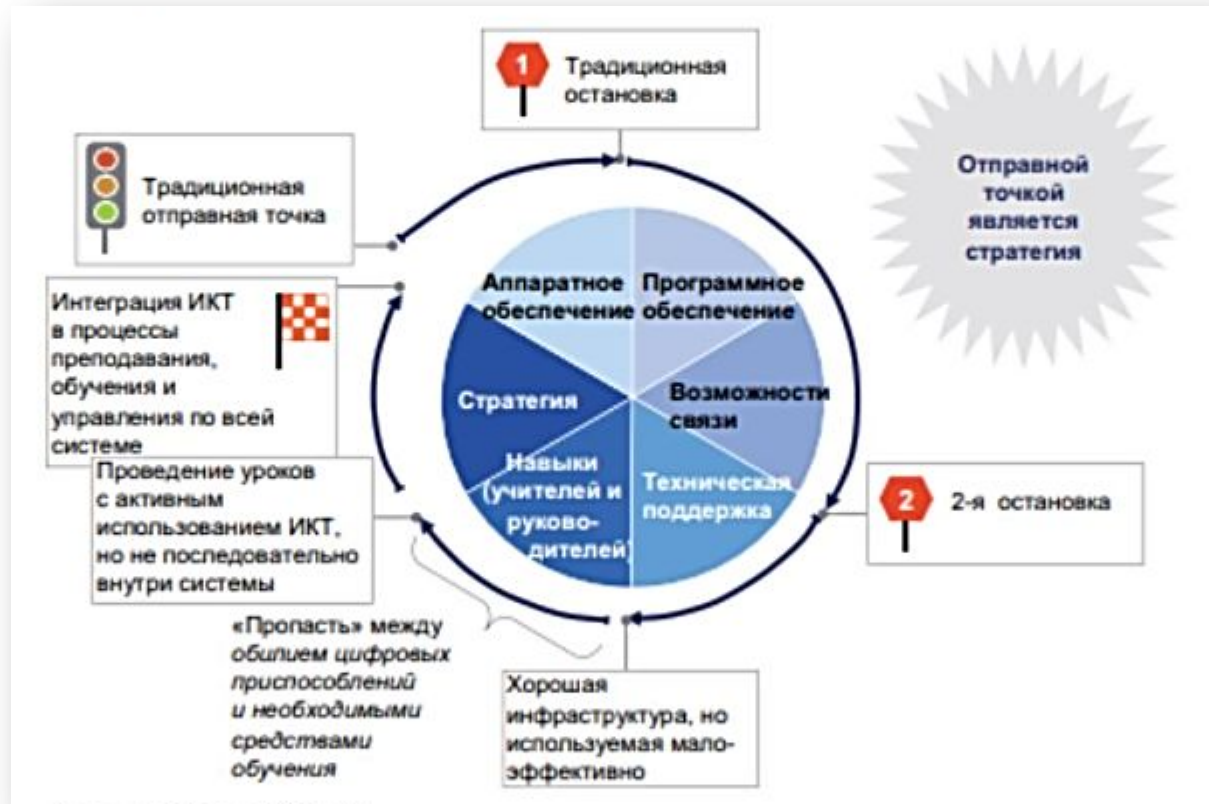 1
Традиционная
остановка
Отправной
точкой
является
стратегия
Традиционная
отправная точка
Аппаратное
обеспечение
Программное
обеспечение
Интеграция ИКТ
в процессы
преподавания,
обучения и
управления по всей
системе
Стратегия
Возможности
связи
Проведение уроков
с активным
использованием ИКТ,
но не последовательно
внутри системы
Навыки
(учителей и
руково-
дителей)
Техническая
поддержка
2
2-я остановка
«Пропасть» между
обилием цифровых
приспособлений
и необходимыми
средствами
обучения
Хорошая
инфраструктура, но
используемая мало-
эффективно